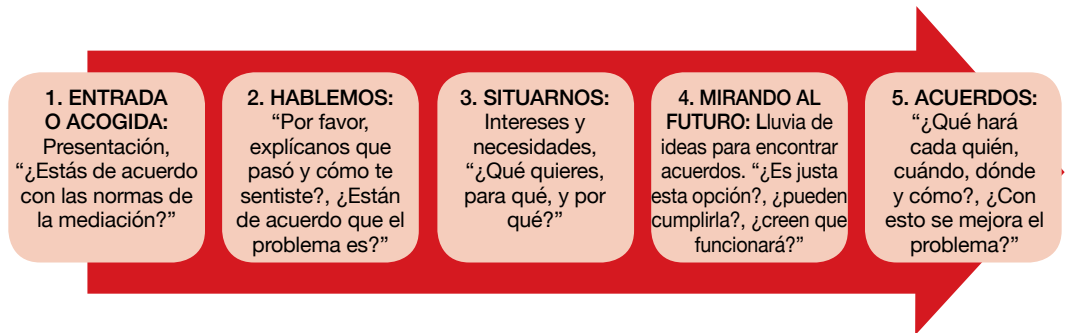 1. ENTRADA
O ACOGIDA:
Presentación,
“¿Estás de acuerdo
con las normas de
la mediación?”
2. HABLEMOS:
“Por favor,
explícanos que
pasó y cómo te
sentiste?, ¿Están
de acuerdo que el
problema es?”
3. SITUARNOS:
Intereses y
necesidades,
“¿Qué quieres,
para qué, y por
qué?”
4. MIRANDO AL
FUTURO: Lluvia de
ideas para encontrar
acuerdos. “¿Es justa
esta opción?, ¿pueden
cumplirla?, ¿creen que
funcionará?”
5. ACUERDOS:
“¿Qué hará
cada quién,
cuándo, dónde
y cómo?, ¿Con
esto se mejora el
problema?”